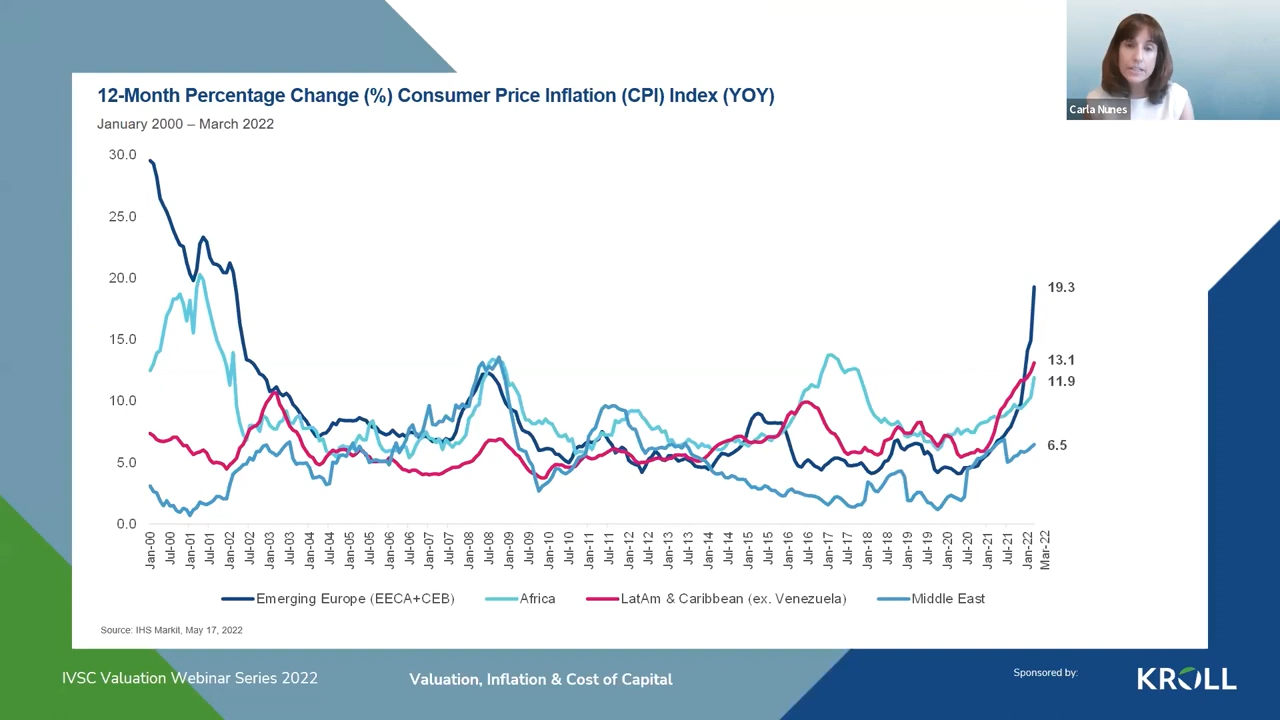 12-Month Percentage Change (%) Consumer Price Inflation (CPI) Index (YOY)
January 2000 – March 2022
Carla Nunes
30.0
25.0
20.0
15.0
10.0
5.0
0.0
19.3
13.1
11.9
6.5
Jan-00
Jul-00
Jan-01
Jul-01
Jan-02
Jul-02
Jan-03
Jul-03
Jan-04
Jul-04
Jan-05
Jul-05
Jan-06
Jul-06
Jan-07
Jul-07
Jan-08
Jul-08
Jan-09
Jul-09
Jan-10
Jul-10
Jan-11
Jul-11
Jan-12
Jul-12
Jan-13
Jul-13
Jan-14
Jul-14
Jan-15
Jul-15
Jan-16
Jul-16
Jan-17
Jul-17
Jan-18
Jul-18
Jan-19
Jul-19
Jan-20
Jul-20
Jan-21
Jul-21
Jan-22
Mar-22
Emerging Europe (EECA+CEB)
Africa
LatAm & Caribbean (ex. Venezuela)
Middle East
Source: IHS Markit, May 17, 2022
IVSC Valuation Webinar Series 2022
Valuation, Inflation & Cost of Capital
Sponsored by:
KROLL